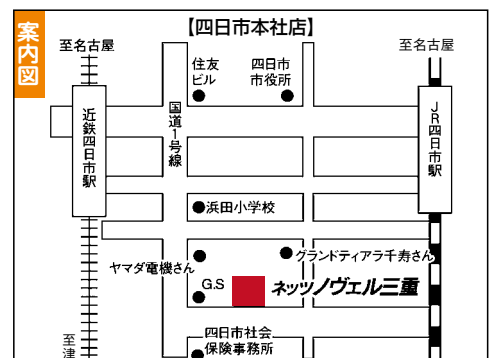 案内図
【四日市本社店】
至名古屋
至名古屋
住友
ビル
四日市
市役所
国道1号線
近鉄四日市駅
JR四日市駅
浜田小学校
ヤマダ電機さん
グランドティアラ千寿さん
G.S
ネッツノヴェル三重
四日市社会
保険事務所
至津